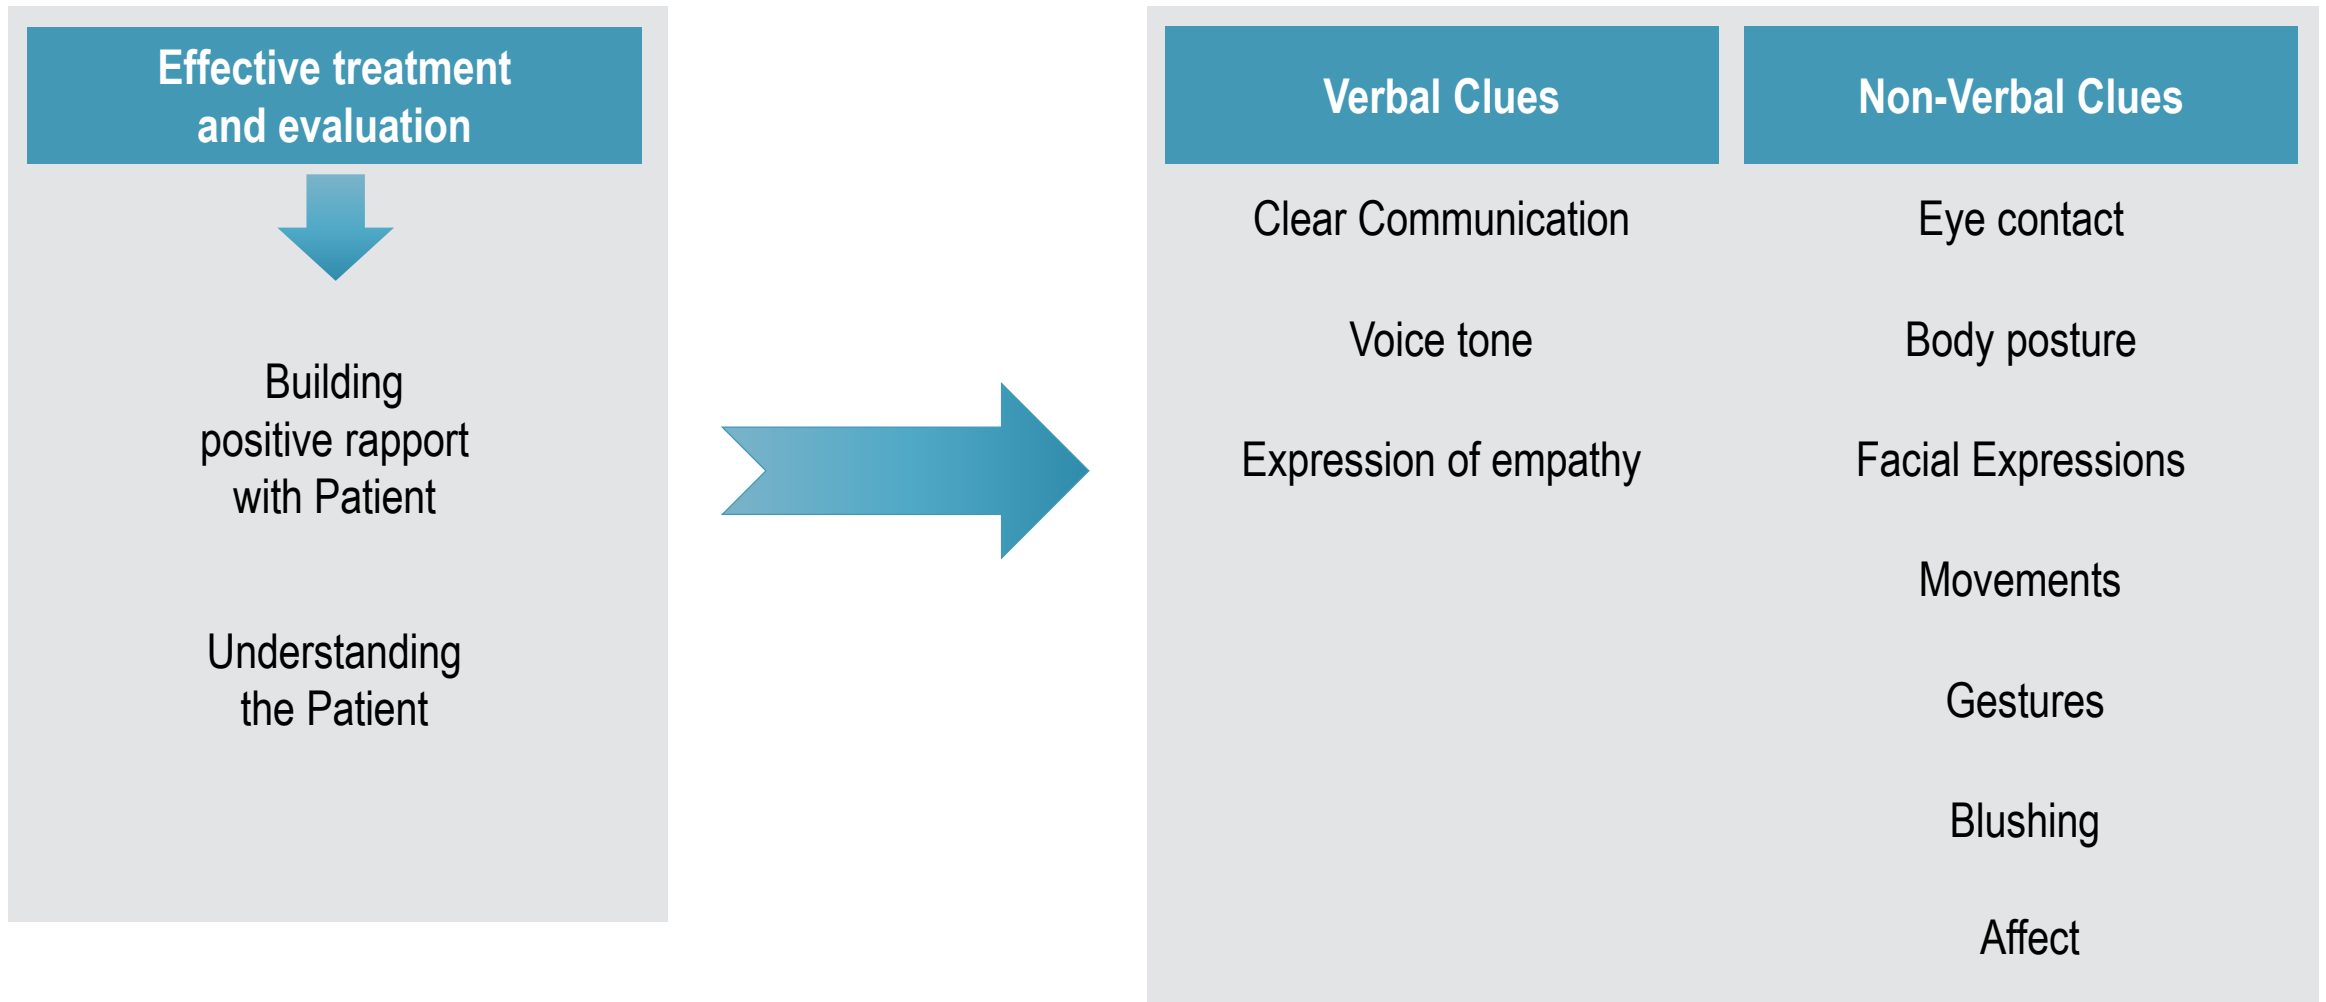 Effective treatment
and evaluation
Building
positive rapport
with Patient
Understanding
the Patient
Verbal Clues
Clear Communication
Voice tone
Expression of empathy
Non-Verbal Clues
Eye contact
Body posture
Facial Expressions
Movements
Gestures
Blushing
Affect